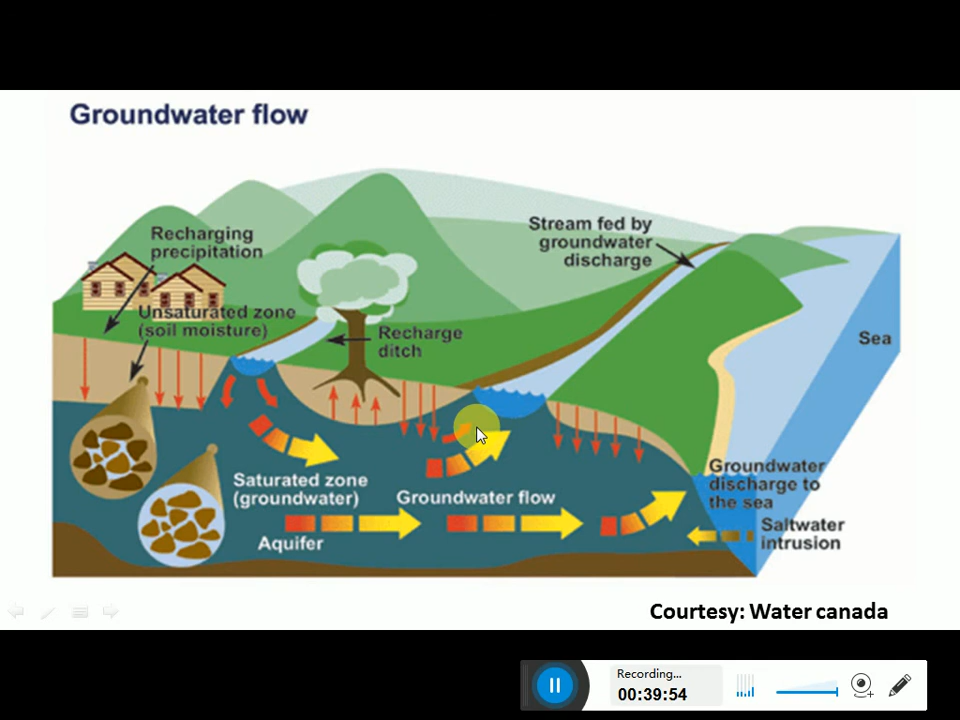 Groundwater flow
Recharging
precipitation
Unsaturated zone
(soil moisture)
Recharge
ditch
Stream fed by
groundwater
discharge
Sea
Saturated zone
(groundwater)
Groundwater flow
Aquifer
Groundwater
discharge to
the sea
Saltwater
intrusion
Courtesy: Water canada
Recording...
00:39:54